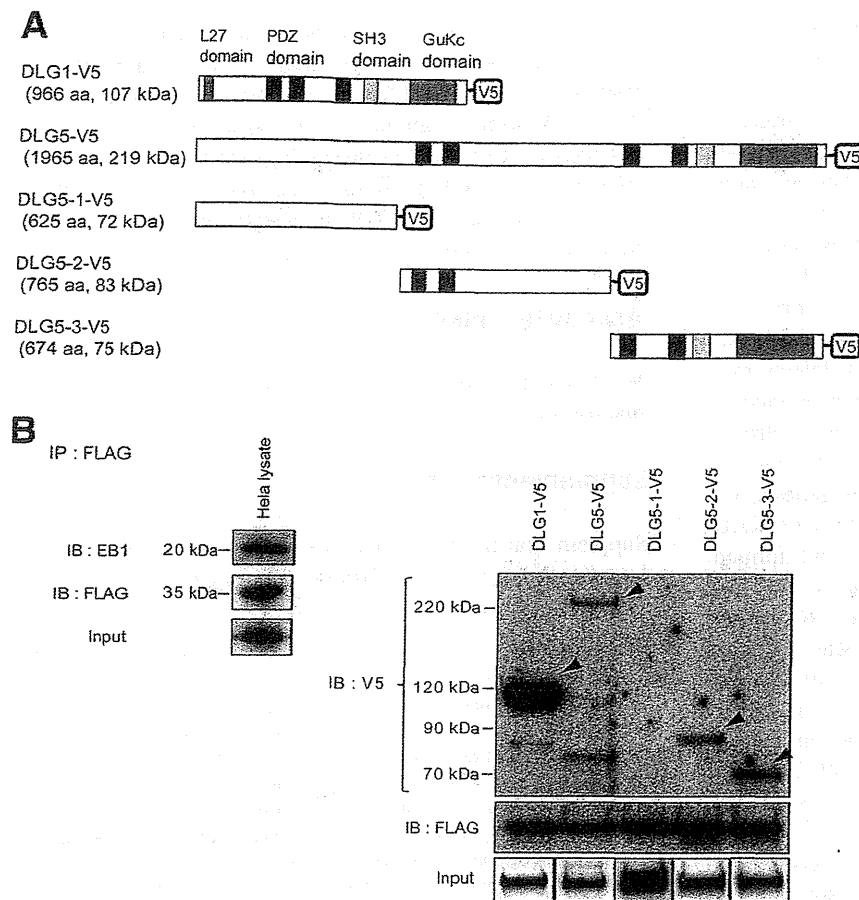 A
L27 domain
PDZ domain
SH3 domain
GuKc domain
DLG1-V5
(966 aa, 107 kDa)
V5
DLG5-V5
(1965 aa, 219 kDa)
V5
DLG5-1-V5
(625 aa, 72 kDa)
V5
DLG5-2-V5
(765 aa, 83 kDa)
V5
DLG5-3-V5
(674 aa, 75 kDa)
V5
B
IP : FLAG
Hela lysate
IB : EB1
20 kDa
IB : FLAG
35 kDa
Input
DLG1-V5
DLG5-V5
DLG5-1-V5
DLG5-2-V5
DLG5-3-V5
IB : V5
220 kDa
120 kDa
90 kDa
70 kDa
IB : FLAG
Input